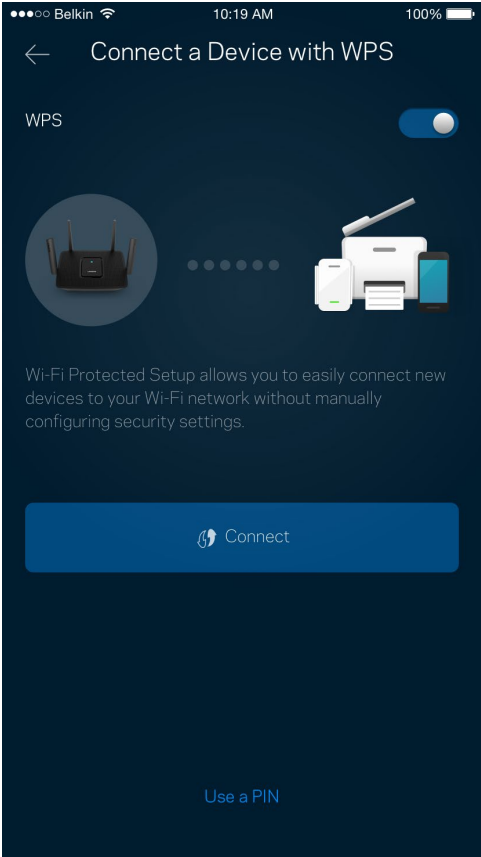 Belkin 10:19 AM 100%
Connect a Device with WPS
WPS
Wi-Fi Protected Setup allows you to easily connect new
devices to your Wi-Fi network without manually
configuring security settings.
Connect
Use a PIN